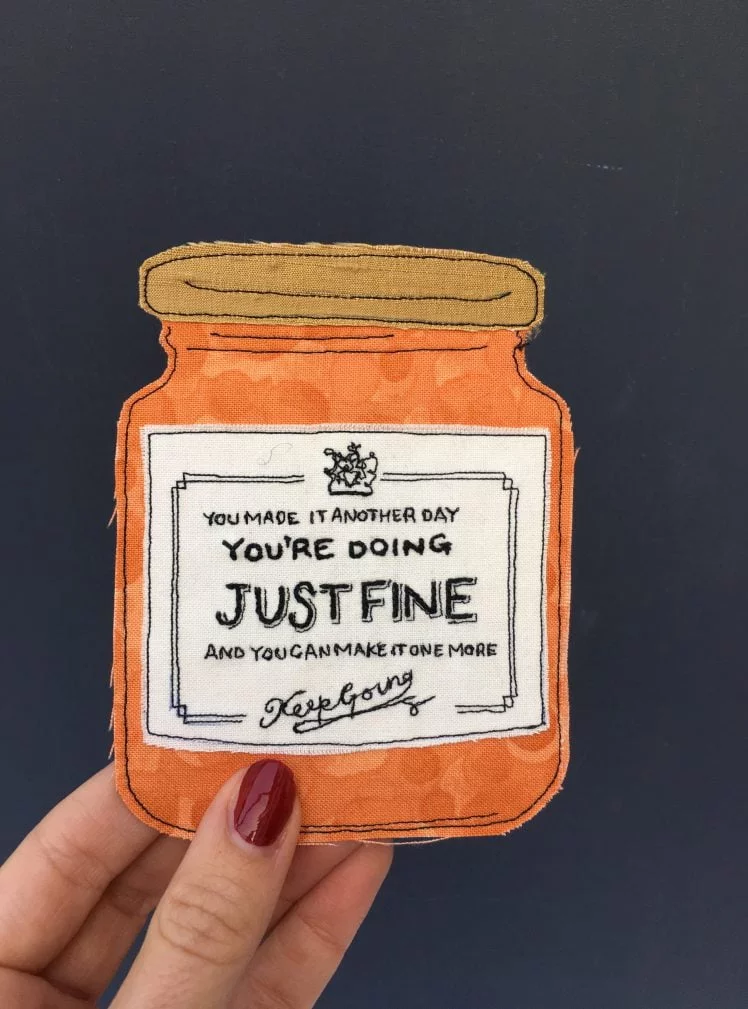 YOU MADE IT ANOTHER DAY
YOU'RE DOING
JUST FINE
AND YOU CAN MAKE IT ONE MORE
Keep Going